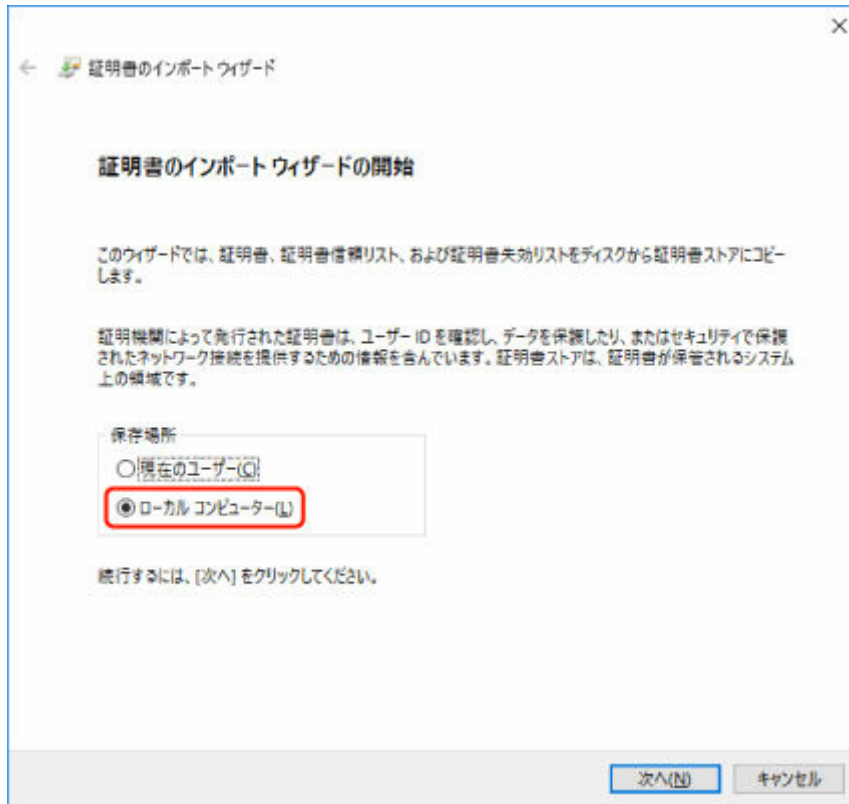 証明書のインポート ウィザード
証明書のインポート ウィザードの開始
このウィザードでは、証明書、証明書信頼リスト、および証明書失効リストをディスクから証明書ストアにコピー
します。
証明機関によって発行された証明書は、ユーザー ID を確認し、データを保護したり、またはセキュリティで保護
されたネットワーク接続を提供するための情報を含んでいます。証明書ストアは、証明書が保管されるシステム
上の領域です。
保存場所
現在のユーザー(C)
ローカル コンピューター(L)
続行するには、[次へ] をクリックしてください。
次へ(N)
キャンセル